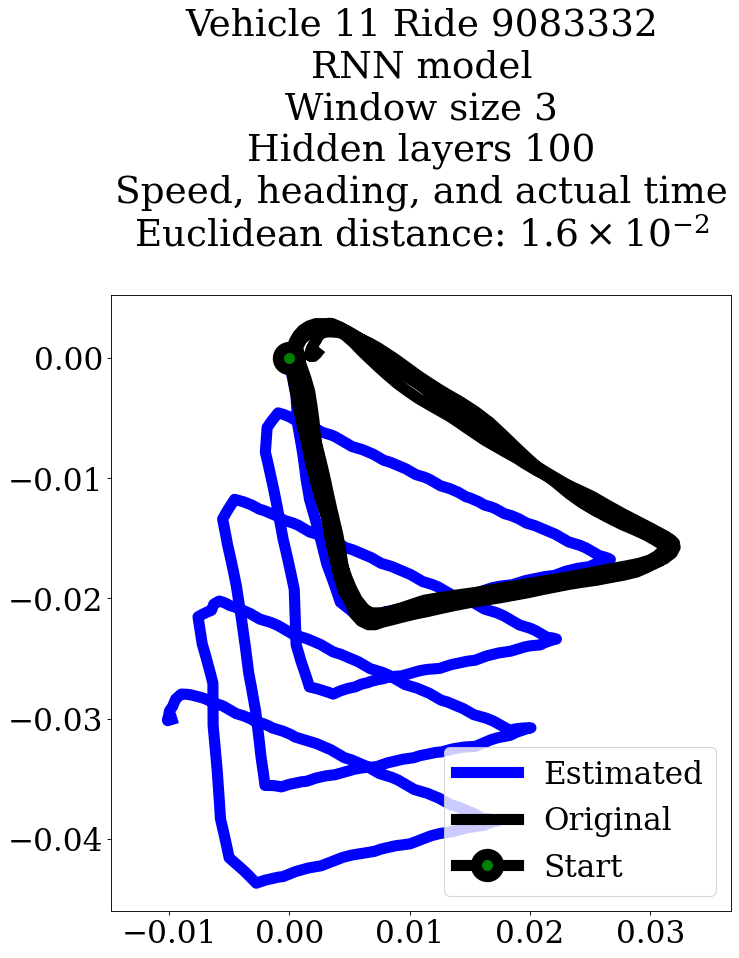 Vehicle 11 Ride 9083332
RNN model
Window size 3
Hidden layers 100
Speed, heading, and actual time
Euclidean distance: 1.6 × 10⁻²
0.00
−0.01
−0.02
−0.03
−0.04
Estimated
Original
Start
−0.01 0.00 0.01 0.02 0.03